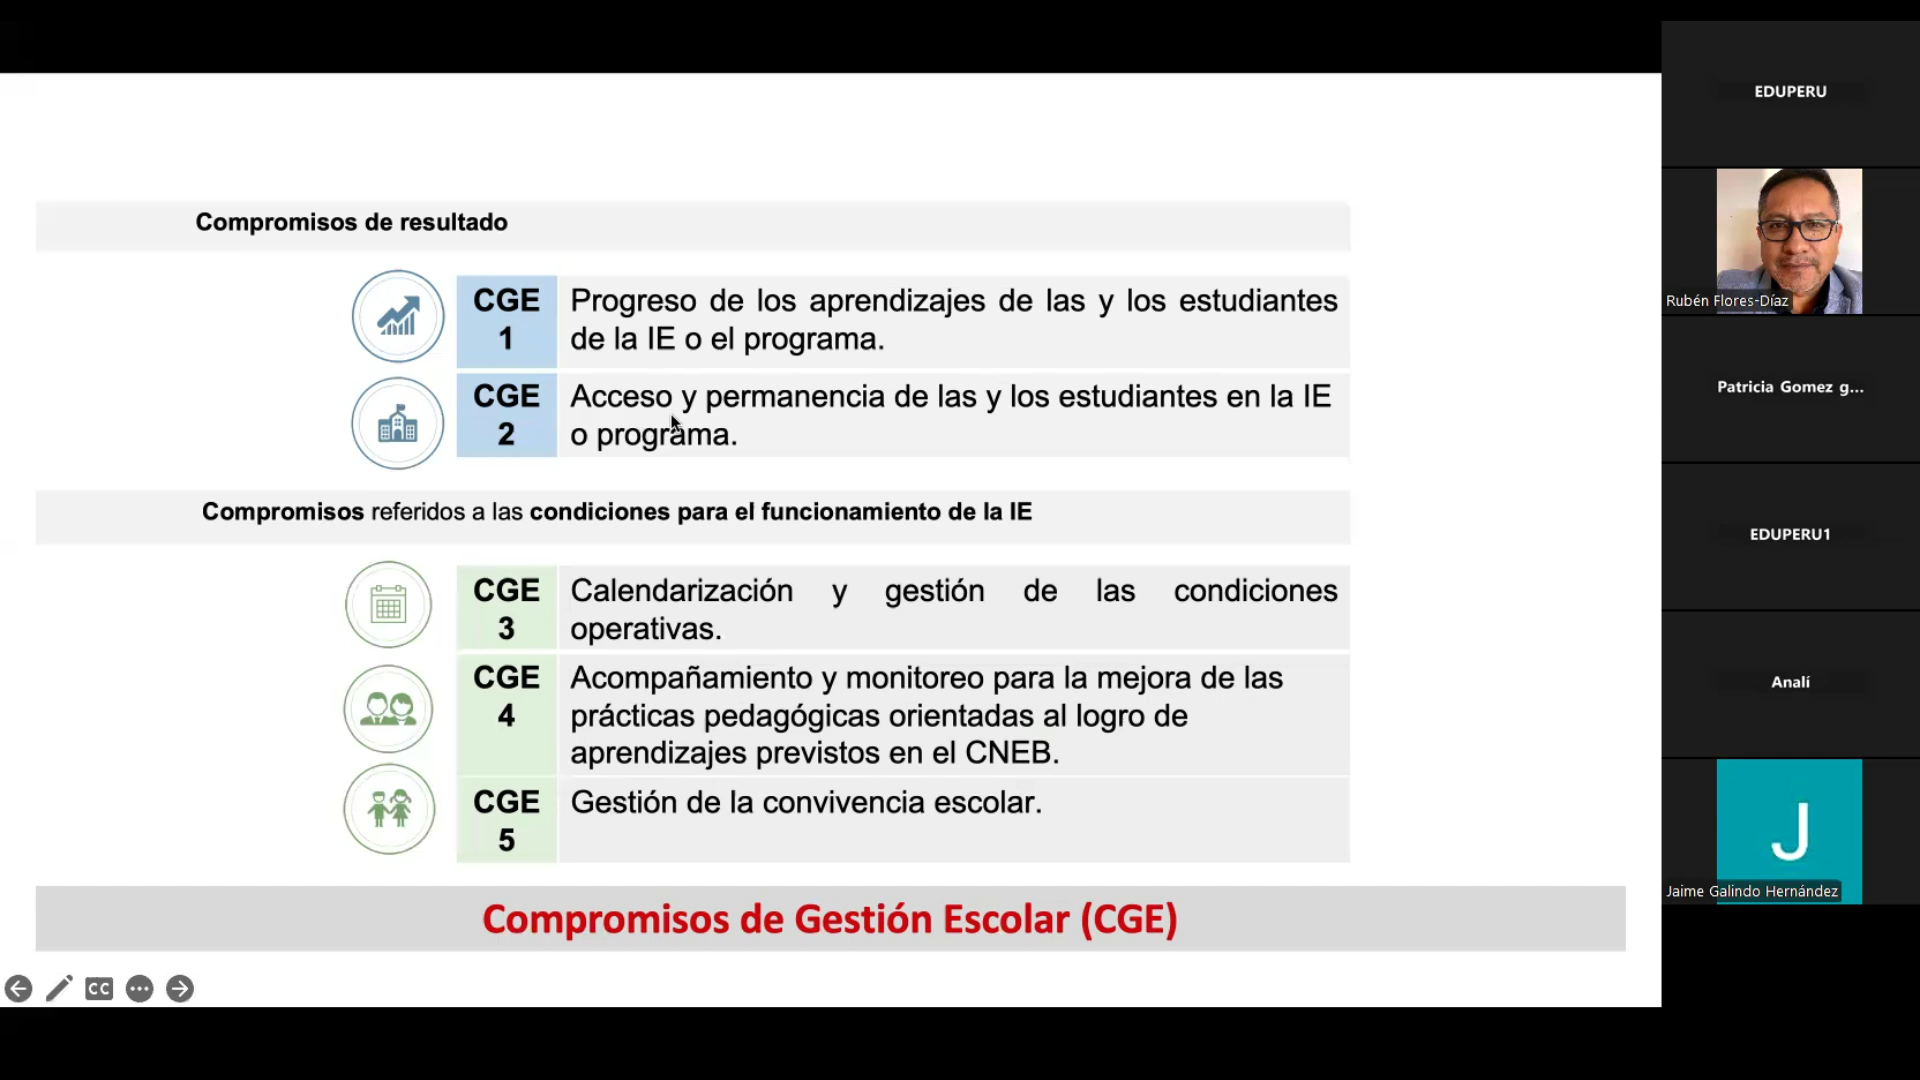 Compromisos de resultado
CGE
1
Progreso de los aprendizajes de las y los estudiantes
de la IE o el programa.
CGE
2
Acceso y permanencia de las y los estudiantes en la IE
o programa.
Compromisos referidos a las condiciones para el funcionamiento de la IE
CGE
3
Calendarización y gestión de las condiciones
operativas.
CGE
4
Acompañamiento y monitoreo para la mejora de las
prácticas pedagógicas orientadas al logro de
aprendizajes previstos en el CNEB.
CGE
5
Gestión de la convivencia escolar.
Compromisos de Gestión Escolar (CGE)
CC
EDUPERU
Rubén Flores-Díaz
Patricia Gomez g...
EDUPERU1
Analí
J
Jaime Galindo Hernández